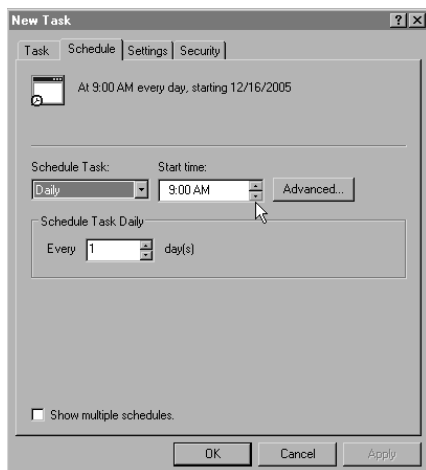 New Task
Task Schedule Settings Security
At 9:00 AM every day, starting 12/16/2005
Schedule Task: Start time:
Daily 9:00 AM Advanced...
Schedule Task Daily
Every 1 day(s)
Show multiple schedules.
OK Cancel Apply